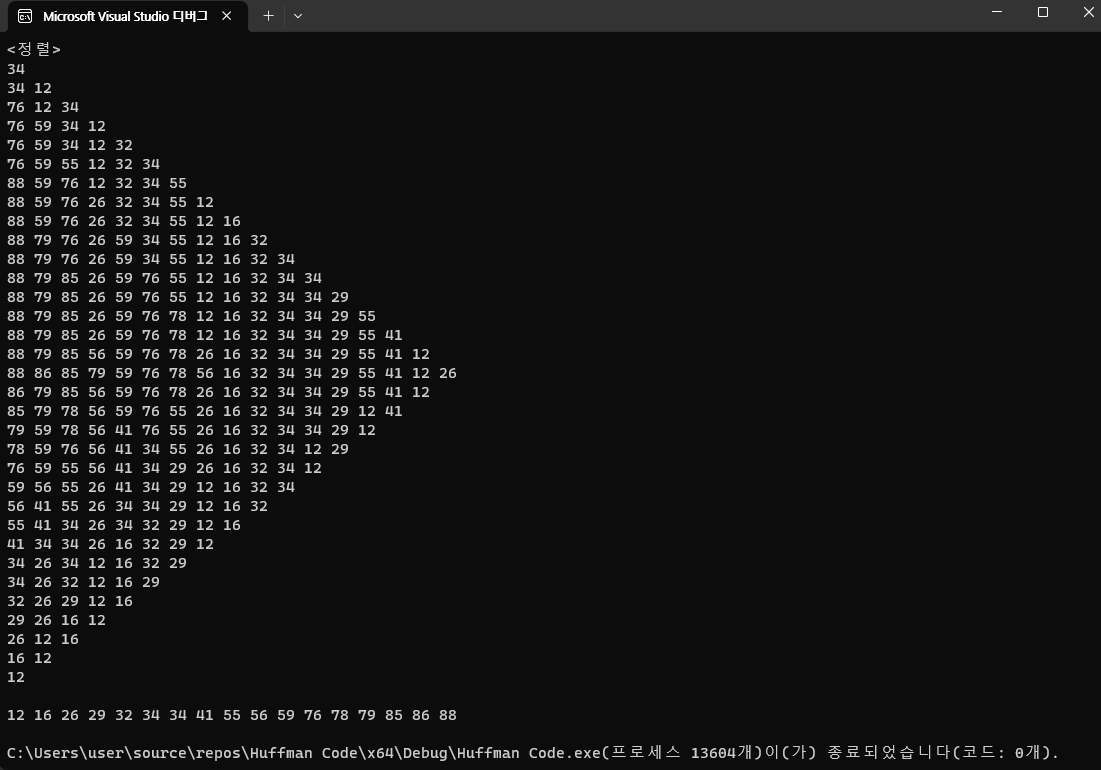 Microsoft Visual Studio 디버그
<정렬>
34
34 12
76 12 34
76 59 34 12
76 59 34 12 32
76 59 55 12 32 34
88 59 76 12 32 34 55
88 59 76 26 32 34 55 12
88 59 76 26 32 34 55 12 16
88 79 76 26 59 34 55 12 16 32
88 79 76 26 59 34 55 12 16 32 34
88 79 85 26 59 76 55 12 16 32 34 34
88 79 85 26 59 76 55 12 16 32 34 34 29
88 79 85 26 59 76 78 12 16 32 34 34 29 55
88 79 85 26 59 76 78 12 16 32 34 34 29 55 41
88 79 85 56 59 76 78 26 16 32 34 34 29 55 41 12
88 86 85 79 59 76 78 56 16 32 34 34 29 55 41 12 26
86 79 85 56 59 76 78 26 16 32 34 34 29 55 41 12
85 79 78 56 59 76 55 26 16 32 34 34 29 12 41
79 59 78 56 41 76 55 26 16 32 34 34 29 12
78 59 76 56 41 34 55 26 16 32 34 12 29
76 59 55 56 41 34 29 26 16 32 34 12
59 56 55 26 41 34 29 12 16 32 34
56 41 55 26 34 34 29 12 16 32
55 41 34 26 34 32 29 12 16
41 34 34 26 16 32 29 12
34 26 34 12 16 32 29
34 26 32 12 16 29
32 26 29 12 16
29 26 16 12
26 12 16
16 12
12
12 16 26 29 32 34 34 41 55 56 59 76 78 79 85 86 88
C:\Users\user\source\repos\Huffman Code\x64\Debug\Huffman Code.exe(프로세스 13604개)이(가) 종료되었습니다(코드: 0개).